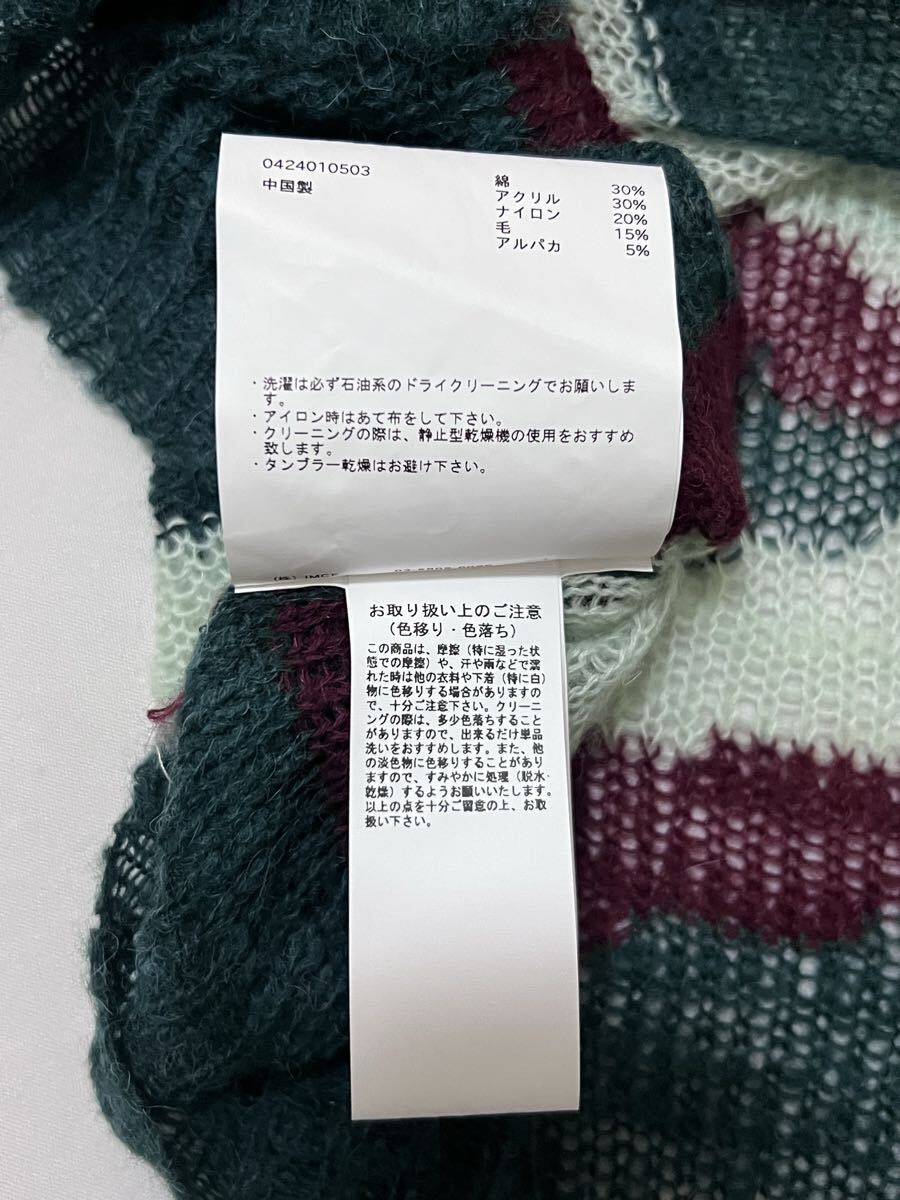 0424010503
中国製
綿 30%
アクリル 30%
ナイロン 20%
毛 15%
アルパカ 5%
・洗濯は必ず石油系のドライクリーニングでお願いしま
す。
・アイロン時はあて布をして下さい。
・クリーニングの際は、静止型乾燥機の使用をおすすめ
致します。
・タンブラー乾燥はお避け下さい。
(株)
お取り扱い上のご注意
(色移り・色落ち)
この商品は、摩擦(特に湿った状
態での摩擦)や、汗や雨などで濡
れた時は他の衣料や下着(特に白)
物に色移りする場合がありますの
で、十分ご注意下さい。クリーニ
ングの際は、多少色落ちすること
がありますので、出来るだけ単品
洗いをおすすめします。また、他
の淡色物に色移りすることがあり
ますので、すみやかに処理(脱水・
乾燥)するようお願いいたします。
以上の点を十分ご留意の上、お取
扱い下さい。